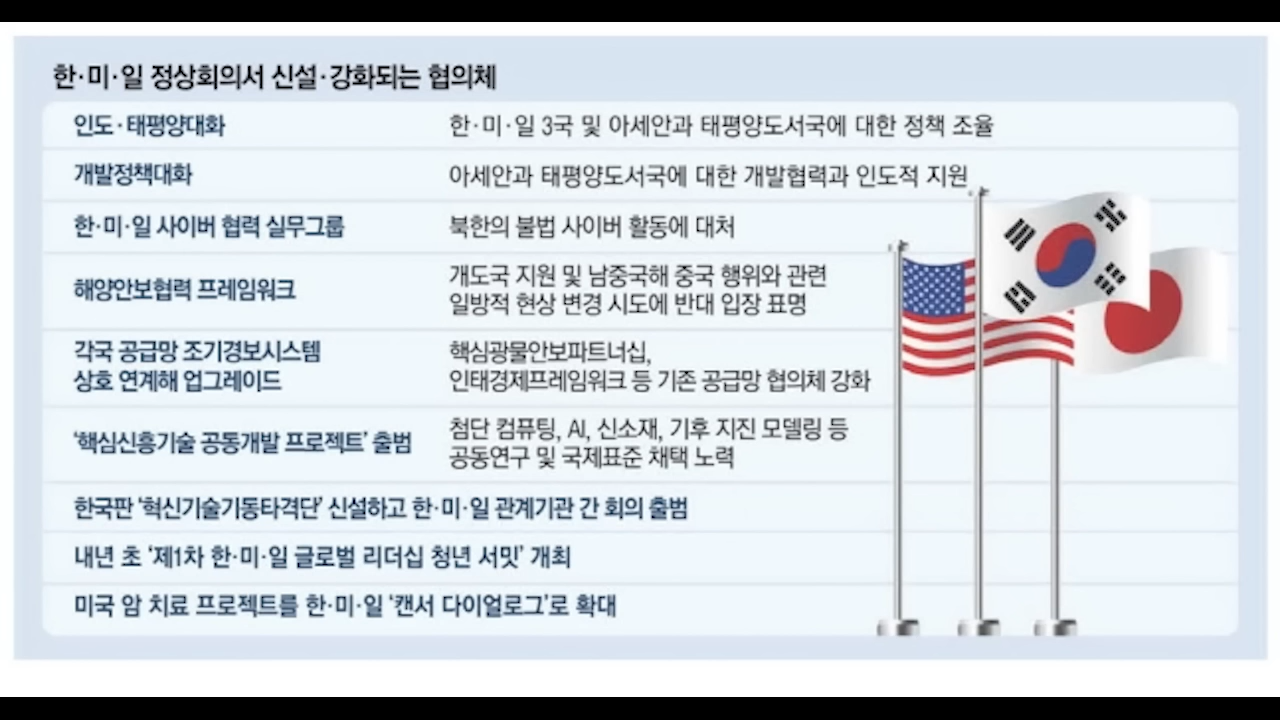 한·미·일 정상회의서 신설·강화되는 협의체
인도·태평양대화
한·미·일 3국 및 아세안과 태평양도서국에 대한 정책 조율
개발정책대화
아세안과 태평양도서국에 대한 개발협력과 인도적 지원
한·미·일 사이버 협력 실무그룹
북한의 불법 사이버 활동에 대처
해양안보협력 프레임워크
개도국 지원 및 남중국해 중국 행위와 관련
일방적 현상 변경 시도에 반대 입장 표명
각국 공급망 조기경보시스템
상호 연계해 업그레이드
핵심광물안보파트너십,
인태경제프레임워크 등 기존 공급망 협의체 강화
‘핵심신흥기술 공동개발 프로젝트’ 출범
첨단 컴퓨팅, AI, 신소재, 기후 지진 모델링 등
공동연구 및 국제표준 채택 노력
한국판 ‘혁신기술기동타격단’ 신설하고 한·미·일 관계기관 간 회의 출범
내년 초 ‘제1차 한·미·일 글로벌 리더십 청년 서밋’ 개최
미국 암 치료 프로젝트를 한·미·일 ‘캔서 다이얼로그’로 확대